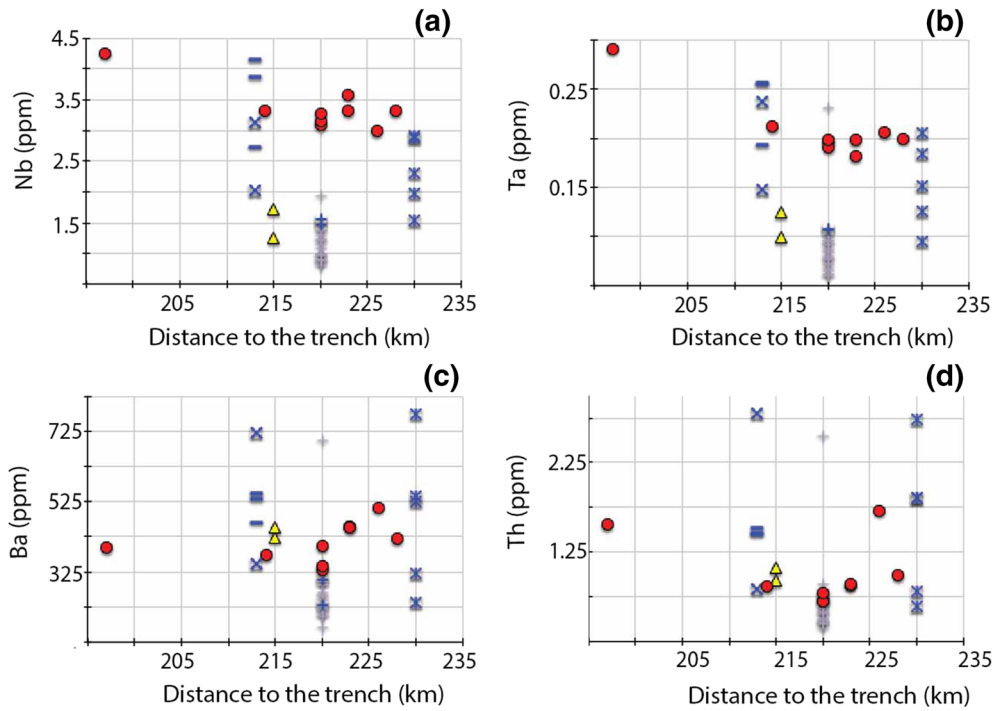 (a)
4.5
3.5
2.5
1.5
Nb (ppm)
205 215 225 235
Distance to the trench (km)
(b)
0.25
0.15
Ta (ppm)
205 215 225 235
Distance to the trench (km)
(c)
725
525
325
Ba (ppm)
205 215 225 235
Distance to the trench (km)
(d)
2.25
1.25
Th (ppm)
205 215 225 235
Distance to the trench (km)